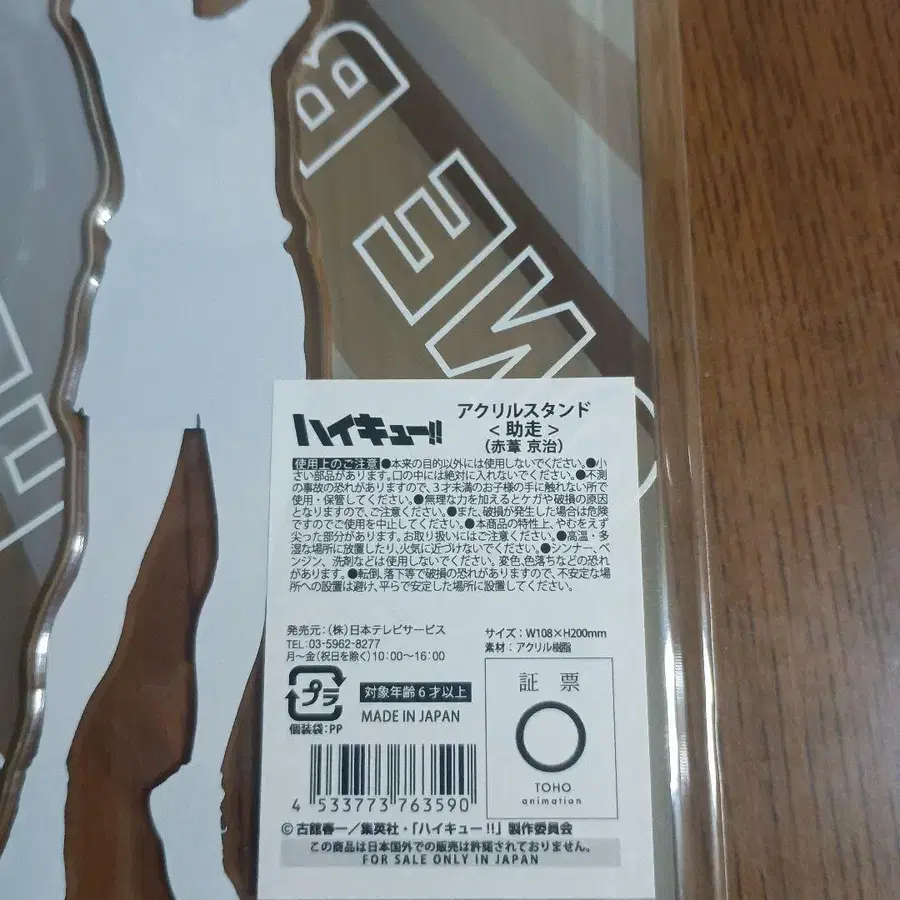 B
E
ハイキュー!!
アクリルスタンド
<助走>
(赤葦 京治)
使用上のご注意 ●本来の目的以外には使用しないでください。●小
さい部品があります。口の中には絶対に入れないでください。●不測
の事故の恐れがありますので、3才未満のお子様の手に触れない所で
使用・保管してください。●無理な力を加えるとケガや破損の原因
となりますので、ご注意ください。●また、破損が発生した場合は危険
ですのでご使用を中止してください。●本商品の特性上、やむをえず
尖った部分があります。お取り扱いにはご注意ください。●高温・多
湿な場所に放置したり、火気に近づけないでください。●シンナー、ベ
ンジン、洗剤などは使用しないでください。変色、色落ちなどの恐れ
があります。●転倒、落下等で破損の恐れがありますので、不安定な場
所への設置は避け、平らで安定した場所に設置してください。
発売元:(株)日本テレビサービス
TEL:03-5962-8277
月〜金(祝日を除く)10:00〜16:00
サイズ:W108×H200mm
素材:アクリル樹脂
プラ
個装袋:PP
対象年齢6才以上
MADE IN JAPAN
証票
TOHO
animation
4 533773 763590
©古舘春一/集英社・「ハイキュー!!」製作委員会
この商品は日本国外での販売は許諾されておりません。
FOR SALE ONLY IN JAPAN